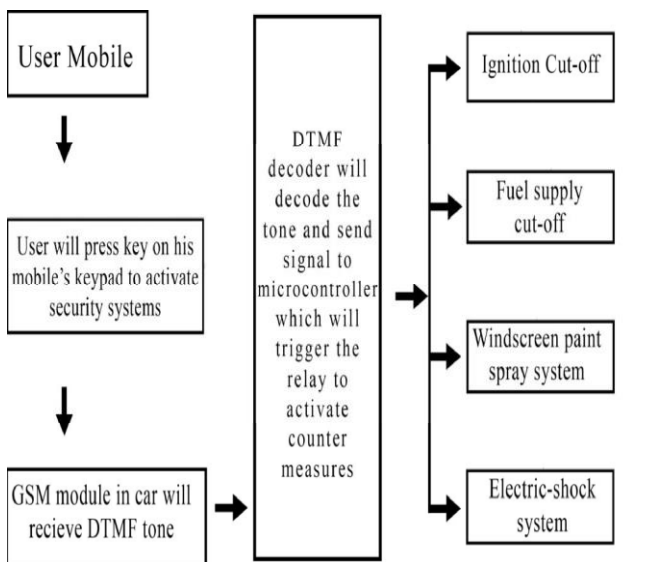 User Mobile
User will press key on his
mobile's keypad to activate
security systems
GSM module in car will
recieve DTMF tone
DTMF
decoder will
decode the
tone and send
signal to
microcontroller
which will
trigger the
relay to
activate
counter
measures
Ignition Cut-off
Fuel supply
cut-off
Windscreen paint
spray system
Electric-shock
system